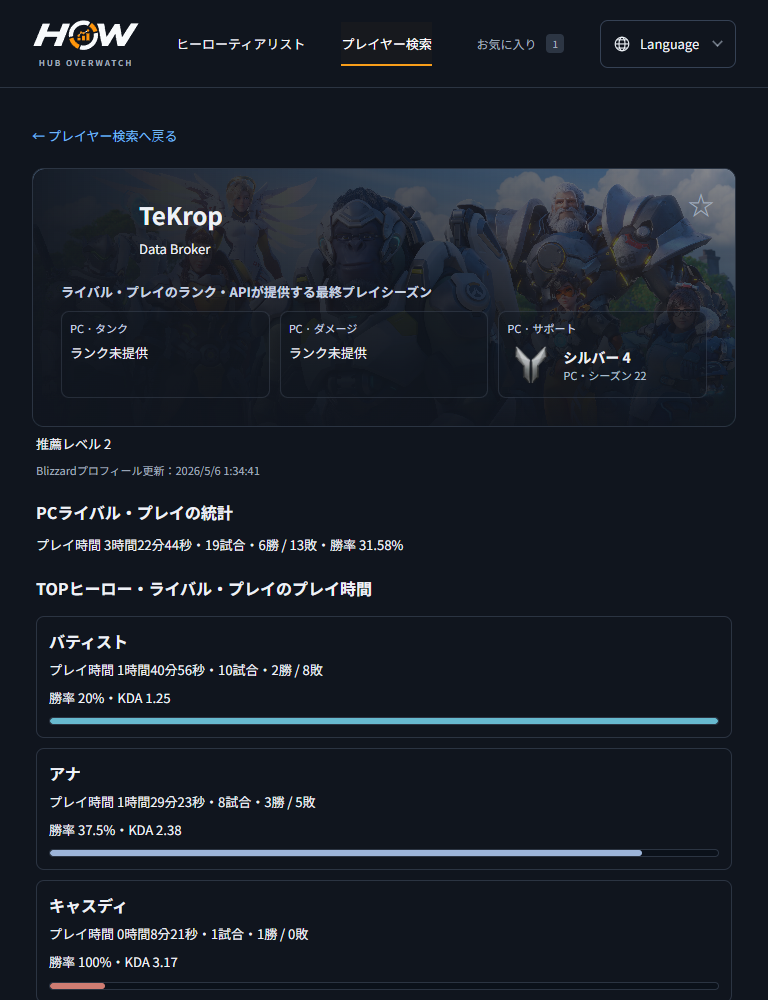 HOW
HUB OVERWATCH
ヒーローティアリスト
プレイヤー検索
お気に入り 1
Language
← プレイヤー検索へ戻る
TeKrop
Data Broker
ライバル・プレイのランク・APIが提供する最終プレイシーズン
PC・タンク
ランク未提供
PC・ダメージ
ランク未提供
PC・サポート
シルバー 4
PC・シーズン 22
推薦レベル 2
Blizzardプロフィール更新：2026/5/6 1:34:41
PCライバル・プレイの統計
プレイ時間 3時間22分44秒・19試合・6勝 / 13敗・勝率 31.58%
TOPヒーロー・ライバル・プレイのプレイ時間
バティスト
プレイ時間 1時間40分56秒・10試合・2勝 / 8敗
勝率 20%・KDA 1.25
アナ
プレイ時間 1時間29分23秒・8試合・3勝 / 5敗
勝率 37.5%・KDA 2.38
キャスディ
プレイ時間 0時間8分21秒・1試合・1勝 / 0敗
勝率 100%・KDA 3.17